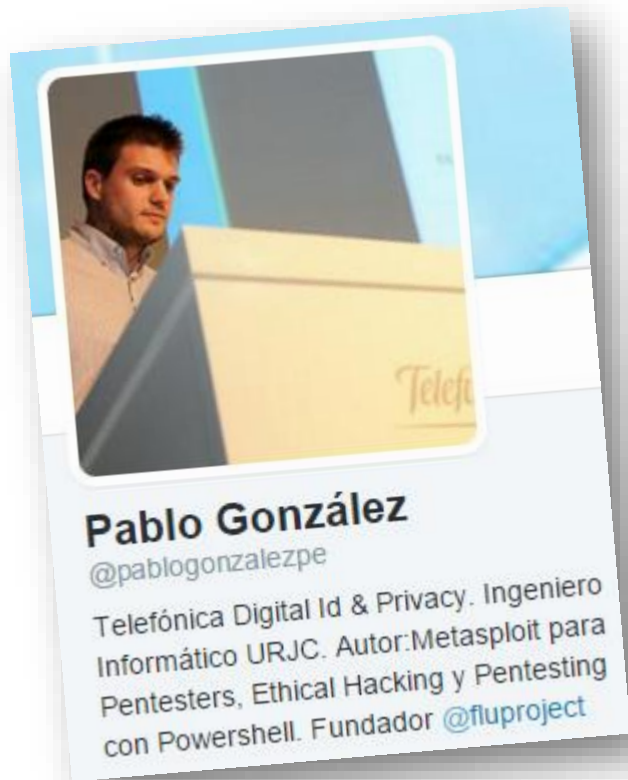 Telefó
Pablo González
@pablogonzalezpe
Telefónica Digital Id & Privacy. Ingeniero
Informático URJC. Autor:Metasploit para
Pentesters, Ethical Hacking y Pentesting
con Powershell. Fundador @fluproject